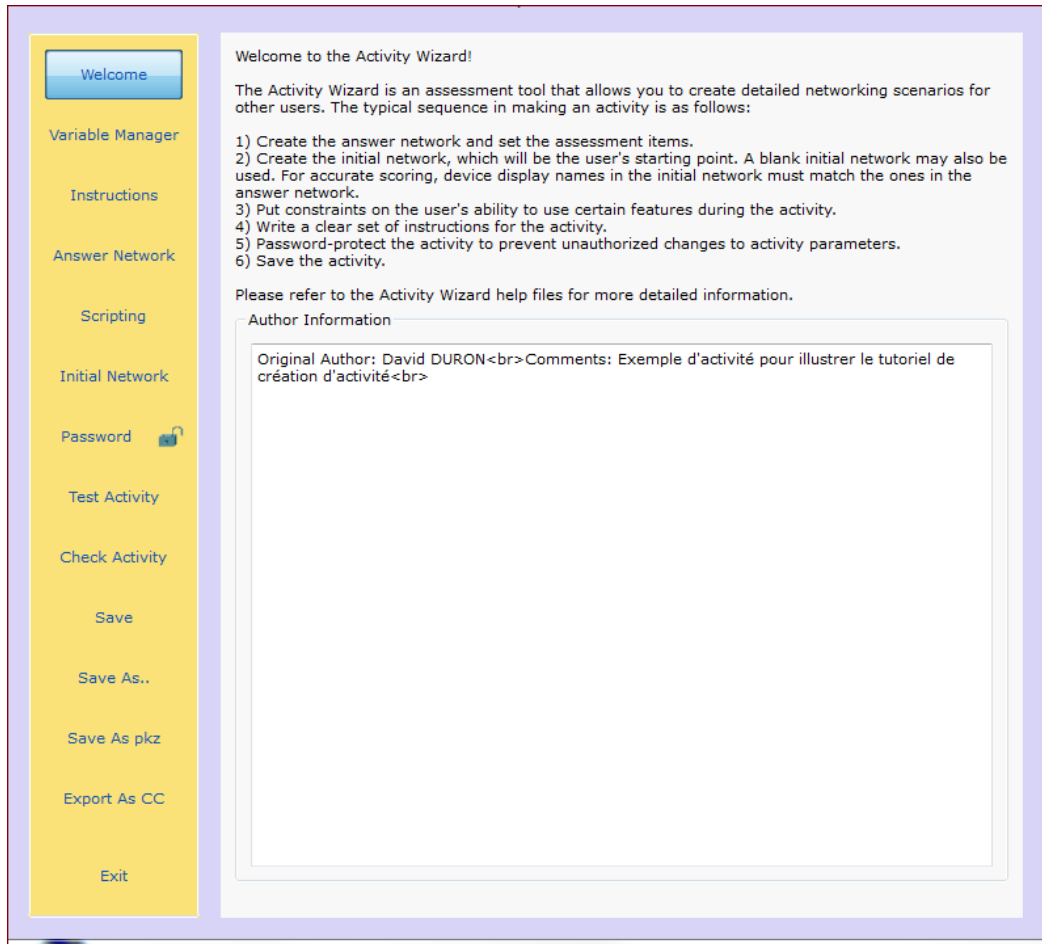 Welcome
Variable Manager
Instructions
Answer Network
Scripting
Initial Network
Password
Test Activity
Check Activity
Save
Save As..
Save As pkz
Export As CC
Exit
Welcome to the Activity Wizard!
The Activity Wizard is an assessment tool that allows you to create detailed networking scenarios for
other users. The typical sequence in making an activity is as follows:
1) Create the answer network and set the assessment items.
2) Create the initial network, which will be the user's starting point. A blank initial network may also be
used. For accurate scoring, device display names in the initial network must match the ones in the
answer network.
3) Put constraints on the user's ability to use certain features during the activity.
4) Write a clear set of instructions for the activity.
5) Password-protect the activity to prevent unauthorized changes to activity parameters.
6) Save the activity.
Please refer to the Activity Wizard help files for more detailed information.
Author Information
Original Author: David DURON<br>Comments: Exemple d'activité pour illustrer le tutoriel de
création d'activité<br>